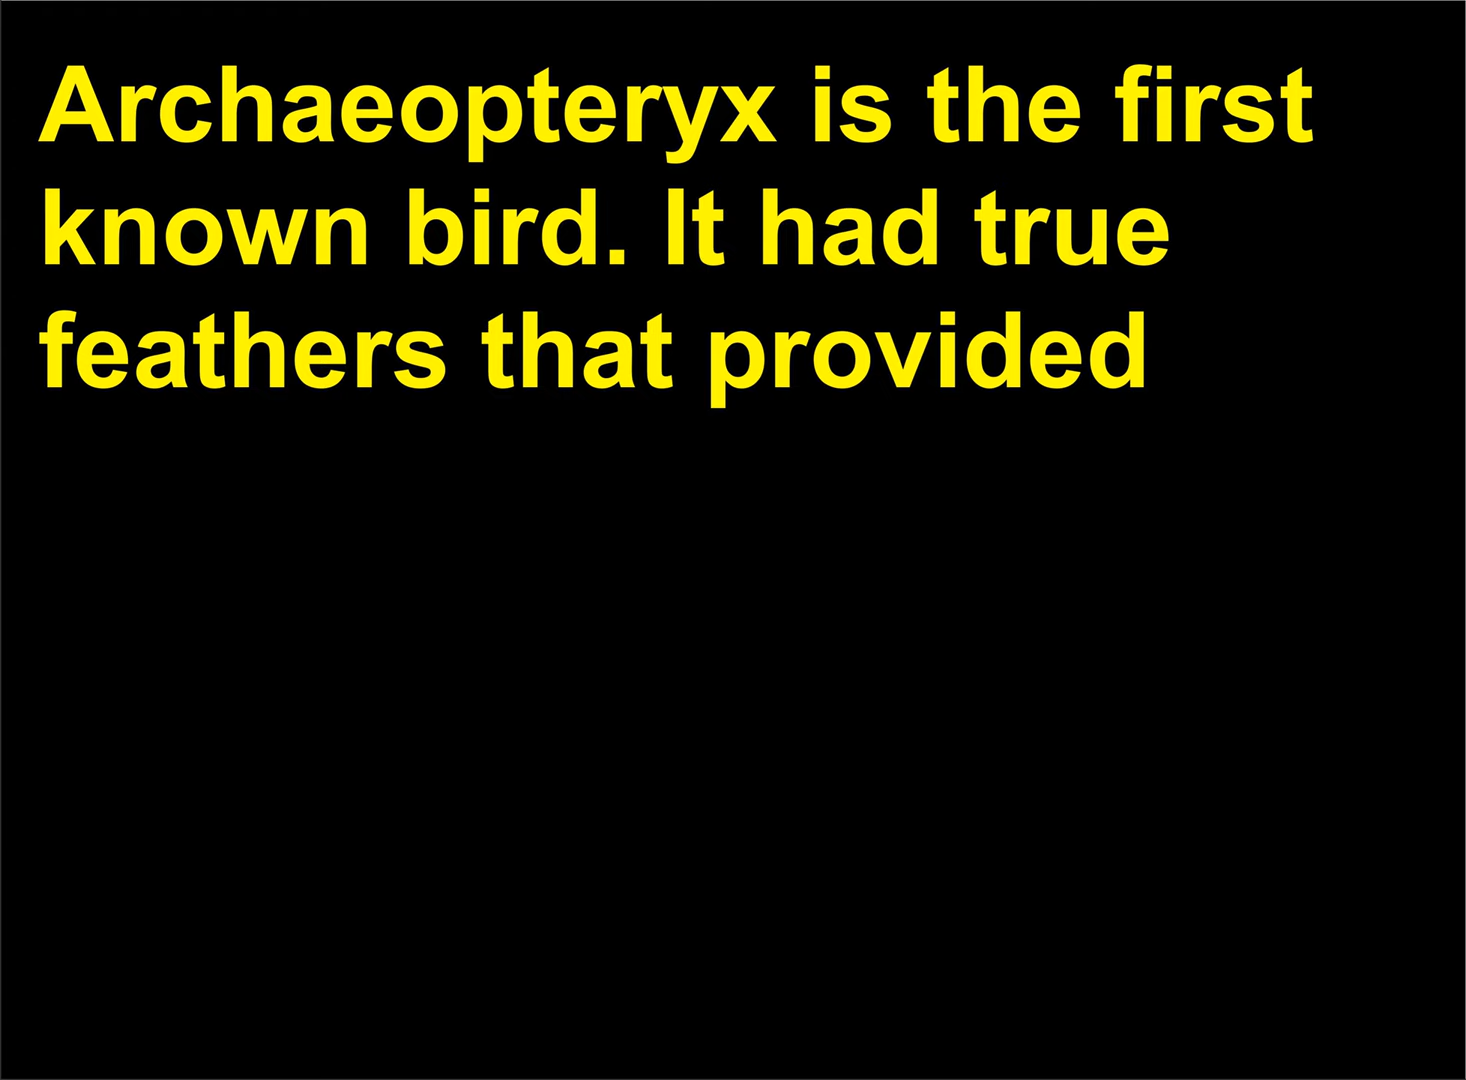 Archaeopteryx is the first
known bird. It had true
feathers that provided